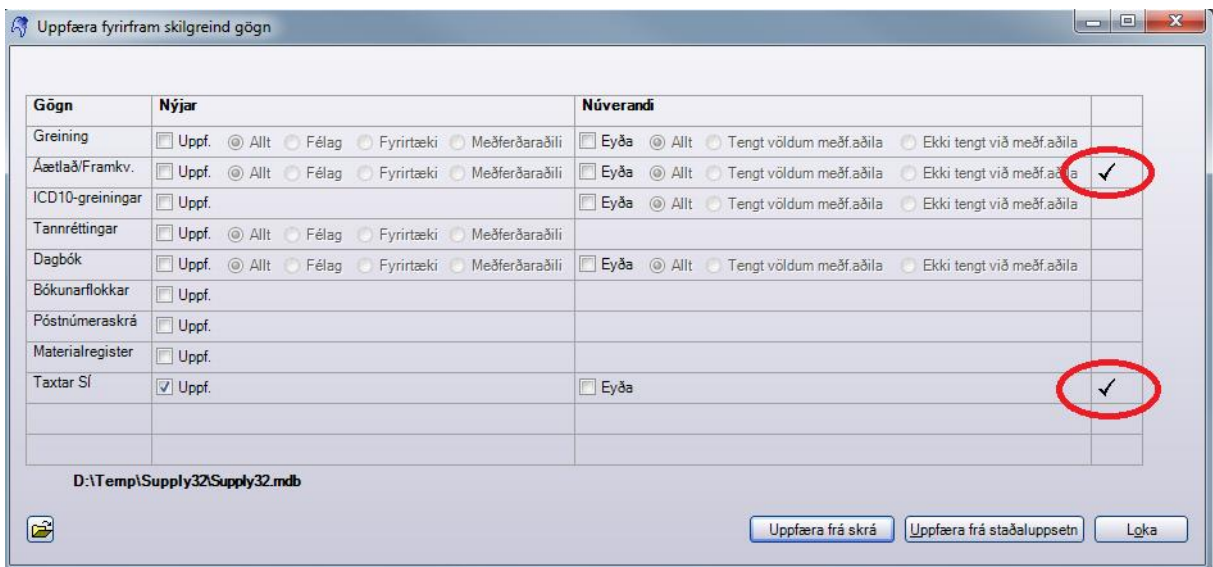 Uppfæra fyrirfram skilgreind gögn
Gögn Nýjar Núverandi
Greining Uppf. Allt Félag Fyrirtæki Meðferðaraðili Eyða Allt Tengt völdum meðf.aðila Ekki tengt við meðf.aðila
Áætlað/Framkv. Uppf. Allt Félag Fyrirtæki Meðferðaraðili Eyða Allt Tengt völdum meðf.aðila Ekki tengt við meðf.aðila
ICD10-greiningar Uppf. Eyða Allt Tengt völdum meðf.aðila Ekki tengt við meðf.aðila
Tannréttingar Uppf. Allt Félag Fyrirtæki Meðferðaraðili
Dagbók Uppf. Allt Félag Fyrirtæki Meðferðaraðili Eyða Allt Tengt völdum meðf.aðila Ekki tengt við meðf.aðila
Bókunarflokkar Uppf.
Póstnúmeraskrá Uppf.
Materialregister Uppf.
Taxtar SÍ Uppf. Eyða
D:\Temp\Supply32\Supply32.mdb
Uppfæra frá skrá Uppfæra frá staðaluppsetn Loka